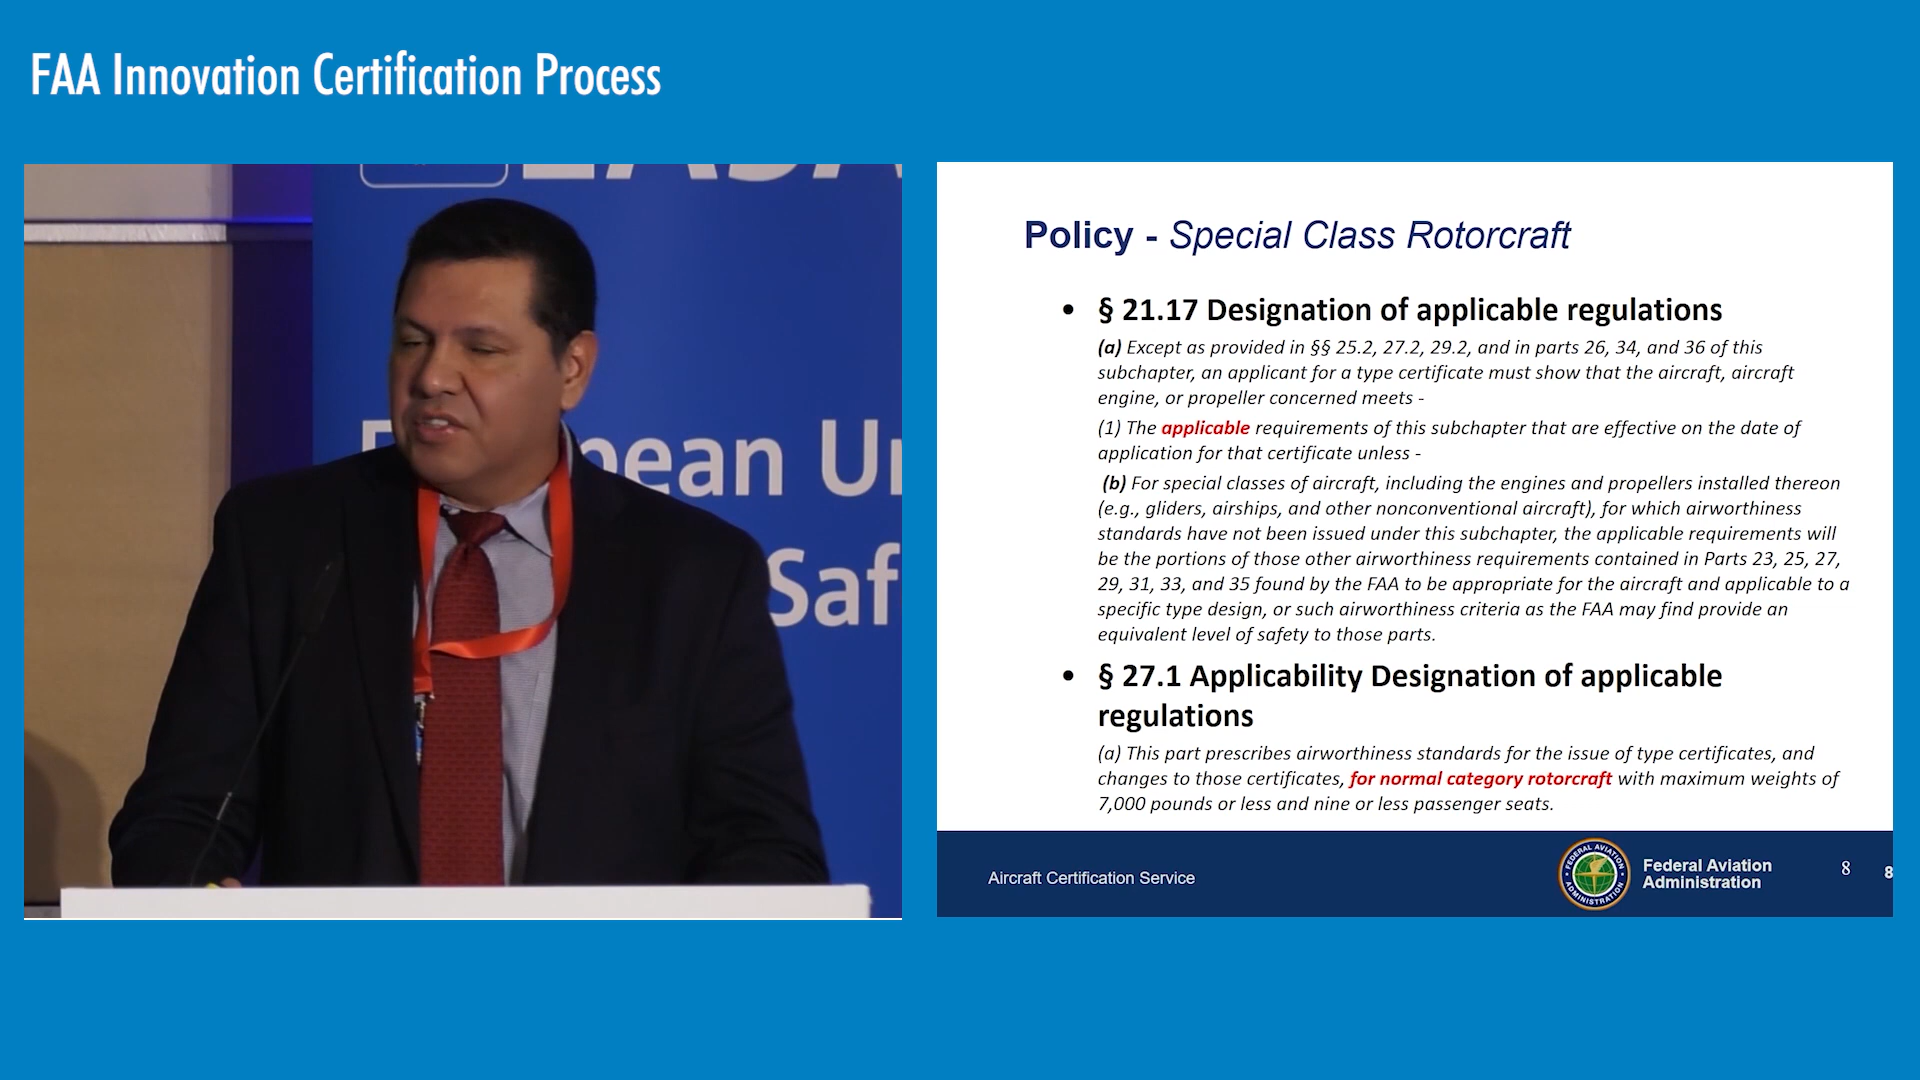 FAA Innovation Certification Process
European Un
Saf
Policy - Special Class Rotorcraft
• § 21.17 Designation of applicable regulations
(a) Except as provided in §§ 25.2, 27.2, 29.2, and in parts 26, 34, and 36 of this
subchapter, an applicant for a type certificate must show that the aircraft, aircraft
engine, or propeller concerned meets -
(1) The applicable requirements of this subchapter that are effective on the date of
application for that certificate unless -
(b) For special classes of aircraft, including the engines and propellers installed thereon
(e.g., gliders, airships, and other nonconventional aircraft), for which airworthiness
standards have not been issued under this subchapter, the applicable requirements will
be the portions of those other airworthiness requirements contained in Parts 23, 25, 27,
29, 31, 33, and 35 found by the FAA to be appropriate for the aircraft and applicable to a
specific type design, or such airworthiness criteria as the FAA may find provide an
equivalent level of safety to those parts.
• § 27.1 Applicability Designation of applicable
regulations
(a) This part prescribes airworthiness standards for the issue of type certificates, and
changes to those certificates, for normal category rotorcraft with maximum weights of
7,000 pounds or less and nine or less passenger seats.
Aircraft Certification Service
FEDERAL AVIATION
ADMINISTRATION
Federal Aviation
Administration
8
8